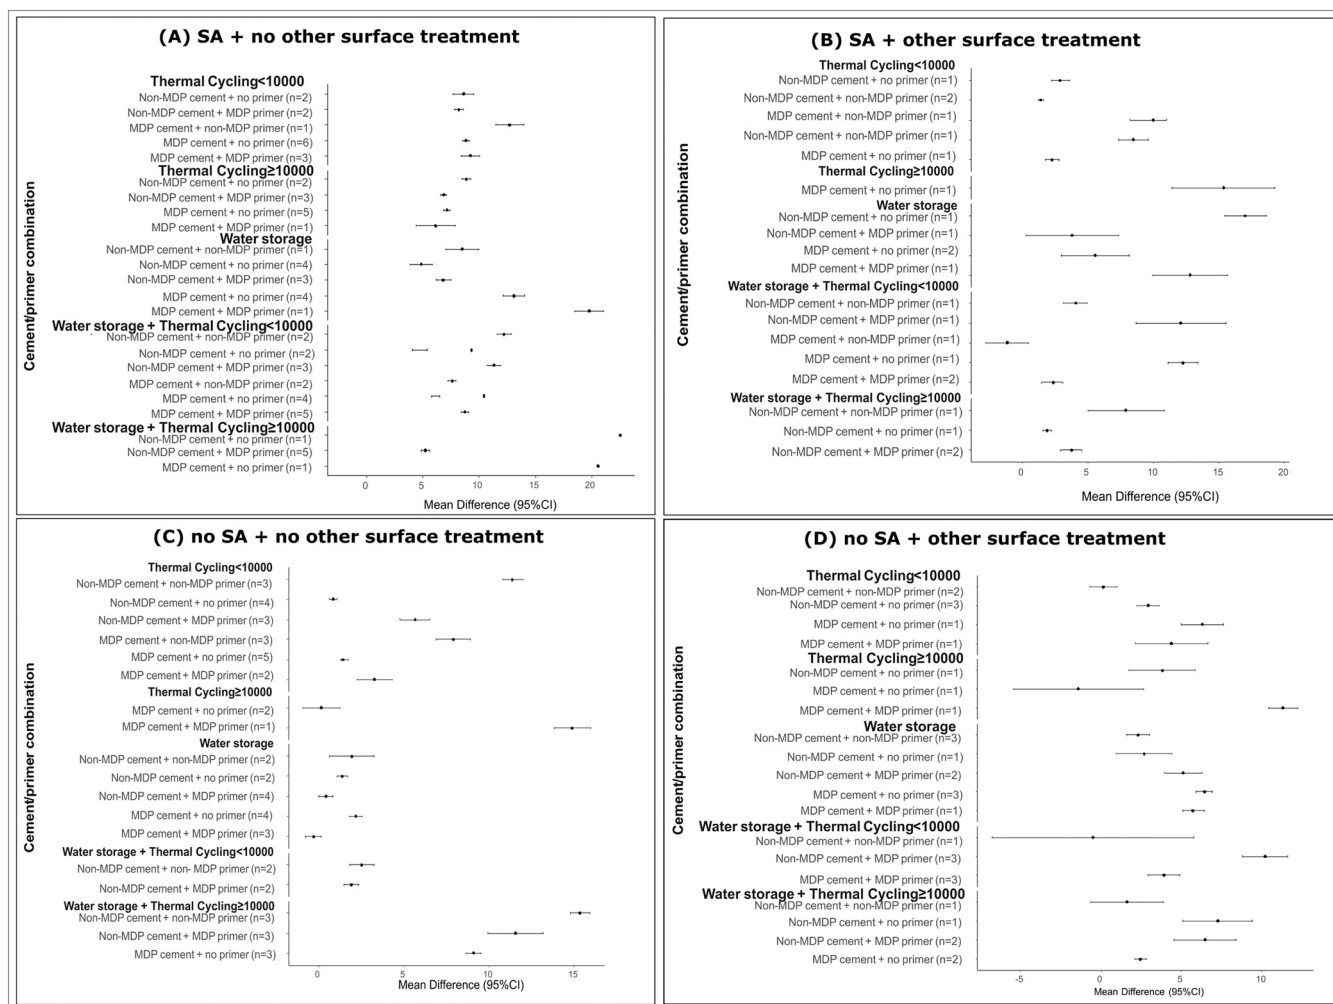 (A) SA + no other surface treatment
Cement/primer combination
Thermal Cycling<10000
Non-MDP cement + no primer (n=2)
Non-MDP cement + MDP primer (n=2)
MDP cement + non-MDP primer (n=1)
MDP cement + no primer (n=6)
MDP cement + MDP primer (n=3)
Thermal Cycling≥10000
Non-MDP cement + no primer (n=2)
Non-MDP cement + MDP primer (n=3)
MDP cement + no primer (n=5)
MDP cement + MDP primer (n=1)
Water storage
Non-MDP cement + non-MDP primer (n=1)
Non-MDP cement + no primer (n=4)
Non-MDP cement + MDP primer (n=3)
MDP cement + no primer (n=4)
MDP cement + MDP primer (n=1)
Water storage + Thermal Cycling<10000
Non-MDP cement + non-MDP primer (n=2)
Non-MDP cement + no primer (n=2)
Non-MDP cement + MDP primer (n=3)
MDP cement + non-MDP primer (n=2)
MDP cement + no primer (n=4)
MDP cement + MDP primer (n=5)
Water storage + Thermal Cycling≥10000
Non-MDP cement + no primer (n=1)
Non-MDP cement + MDP primer (n=5)
MDP cement + no primer (n=1)
0 5 10 15 20
Mean Difference (95%CI)
(B) SA + other surface treatment
Cement/primer combination
Thermal Cycling<10000
Non-MDP cement + no primer (n=1)
Non-MDP cement + non-MDP primer (n=2)
MDP cement + non-MDP primer (n=1)
Non-MDP cement + non-MDP primer (n=1)
MDP cement + no primer (n=1)
Thermal Cycling≥10000
MDP cement + no primer (n=1)
Water storage
Non-MDP cement + no primer (n=1)
Non-MDP cement + MDP primer (n=1)
MDP cement + no primer (n=2)
MDP cement + MDP primer (n=1)
Water storage + Thermal Cycling<10000
Non-MDP cement + non-MDP primer (n=1)
Non-MDP cement + MDP primer (n=1)
MDP cement + non-MDP primer (n=1)
MDP cement + no primer (n=1)
MDP cement + MDP primer (n=2)
Water storage + Thermal Cycling≥10000
Non-MDP cement + non-MDP primer (n=1)
Non-MDP cement + no primer (n=1)
Non-MDP cement + MDP primer (n=2)
0 5 10 15 20
Mean Difference (95%CI)
(C) no SA + no other surface treatment
Cement/primer combination
Thermal Cycling<10000
Non-MDP cement + non-MDP primer (n=3)
Non-MDP cement + no primer (n=4)
Non-MDP cement + MDP primer (n=3)
MDP cement + non-MDP primer (n=3)
MDP cement + no primer (n=5)
MDP cement + MDP primer (n=2)
Thermal Cycling≥10000
MDP cement + no primer (n=2)
MDP cement + MDP primer (n=1)
Water storage
Non-MDP cement + non-MDP primer (n=2)
Non-MDP cement + no primer (n=2)
Non-MDP cement + MDP primer (n=4)
MDP cement + no primer (n=4)
MDP cement + MDP primer (n=3)
Water storage + Thermal Cycling<10000
Non-MDP cement + non- MDP primer (n=2)
Non-MDP cement + MDP primer (n=2)
Water storage + Thermal Cycling≥10000
Non-MDP cement + non-MDP primer (n=3)
Non-MDP cement + MDP primer (n=3)
MDP cement + no primer (n=3)
0 5 10 15
Mean Difference (95%CI)
(D) no SA + other surface treatment
Cement/primer combination
Thermal Cycling<10000
Non-MDP cement + non-MDP primer (n=2)
Non-MDP cement + no primer (n=3)
MDP cement + no primer (n=1)
MDP cement + MDP primer (n=1)
Thermal Cycling≥10000
Non-MDP cement + no primer (n=1)
MDP cement + no primer (n=1)
MDP cement + MDP primer (n=1)
Water storage
Non-MDP cement + non-MDP primer (n=3)
Non-MDP cement + no primer (n=1)
Non-MDP cement + MDP primer (n=2)
MDP cement + no primer (n=3)
MDP cement + MDP primer (n=1)
Water storage + Thermal Cycling<10000
Non-MDP cement + non-MDP primer (n=1)
Non-MDP cement + MDP primer (n=3)
MDP cement + MDP primer (n=3)
Water storage + Thermal Cycling≥10000
Non-MDP cement + non-MDP primer (n=1)
Non-MDP cement + no primer (n=1)
Non-MDP cement + MDP primer (n=2)
MDP cement + no primer (n=2)
-5 0 5 10
Mean Difference (95%CI)